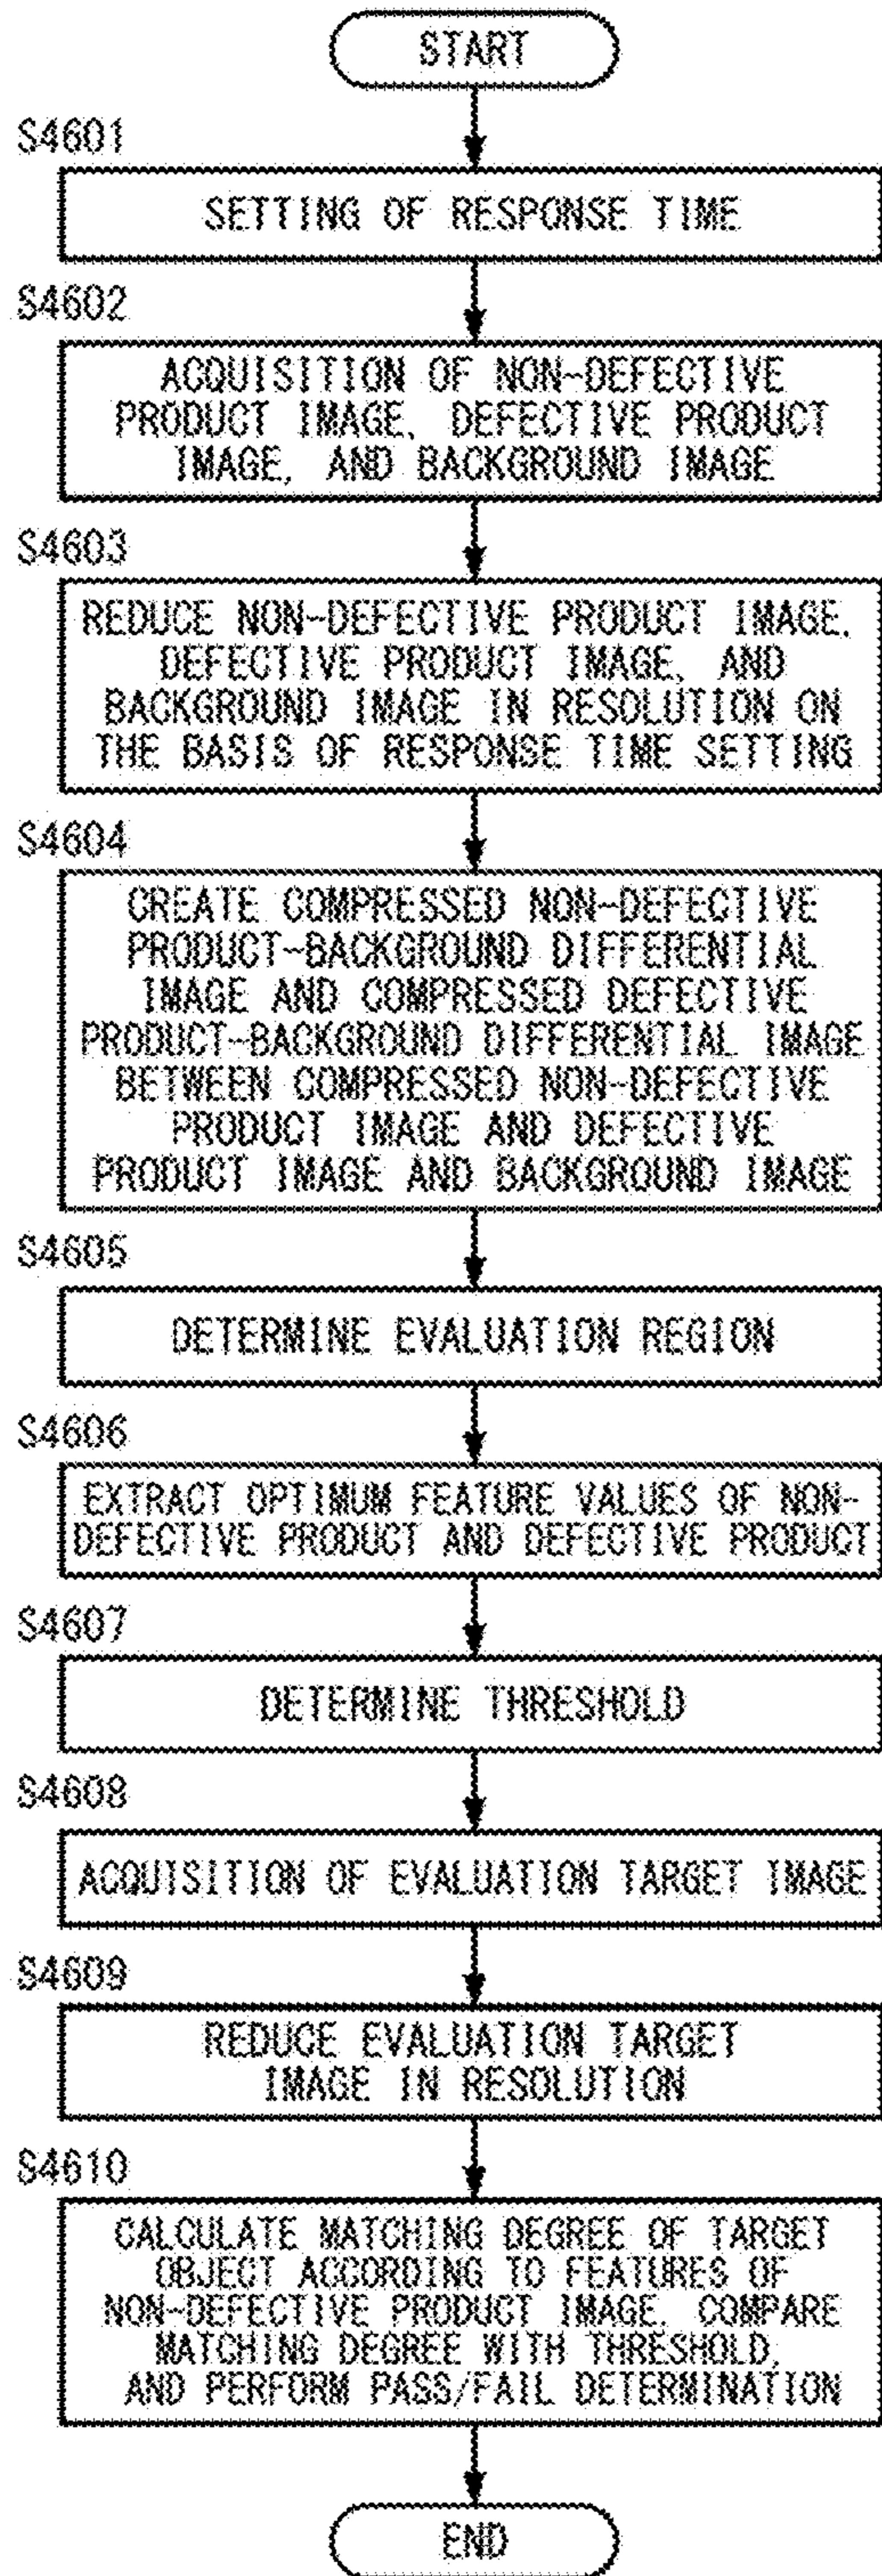 START
S4601
SETTING OF RESPONSE TIME
S4602
ACQUISITION OF NON-DEFECTIVE
PRODUCT IMAGE, DEFECTIVE PRODUCT
IMAGE, AND BACKGROUND IMAGE
S4603
REDUCE NON-DEFECTIVE PRODUCT IMAGE,
DEFECTIVE PRODUCT IMAGE, AND
BACKGROUND IMAGE IN RESOLUTION ON
THE BASIS OF RESPONSE TIME SETTING
S4604
CREATE COMPRESSED NON-DEFECTIVE
PRODUCT-BACKGROUND DIFFERENTIAL
IMAGE AND COMPRESSED DEFECTIVE
PRODUCT-BACKGROUND DIFFERENTIAL IMAGE
BETWEEN COMPRESSED NON-DEFECTIVE
PRODUCT IMAGE AND DEFECTIVE
PRODUCT IMAGE AND BACKGROUND IMAGE
S4605
DETERMINE EVALUATION REGION
S4606
EXTRACT OPTIMUM FEATURE VALUES OF NON-
DEFECTIVE PRODUCT AND DEFECTIVE PRODUCT
S4607
DETERMINE THRESHOLD
S4608
ACQUISITION OF EVALUATION TARGET IMAGE
S4609
REDUCE EVALUATION TARGET
IMAGE IN RESOLUTION
S4610
CALCULATE MATCHING DEGREE OF TARGET
OBJECT ACCORDING TO FEATURES OF
NON-DEFECTIVE PRODUCT IMAGE, COMPARE
MATCHING DEGREE WITH THRESHOLD,
AND PERFORM PASS/FAIL DETERMINATION
END